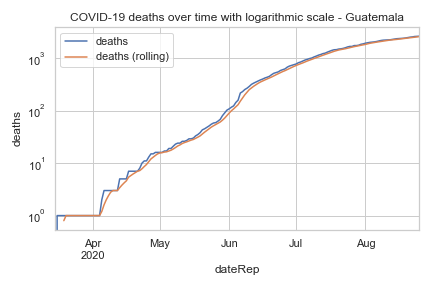 COVID-19 deaths over time with logarithmic scale - Guatemala
deaths
deaths (rolling)
10³
10²
10¹
10⁰
deaths
Apr
2020
May
Jun
Jul
Aug
dateRep